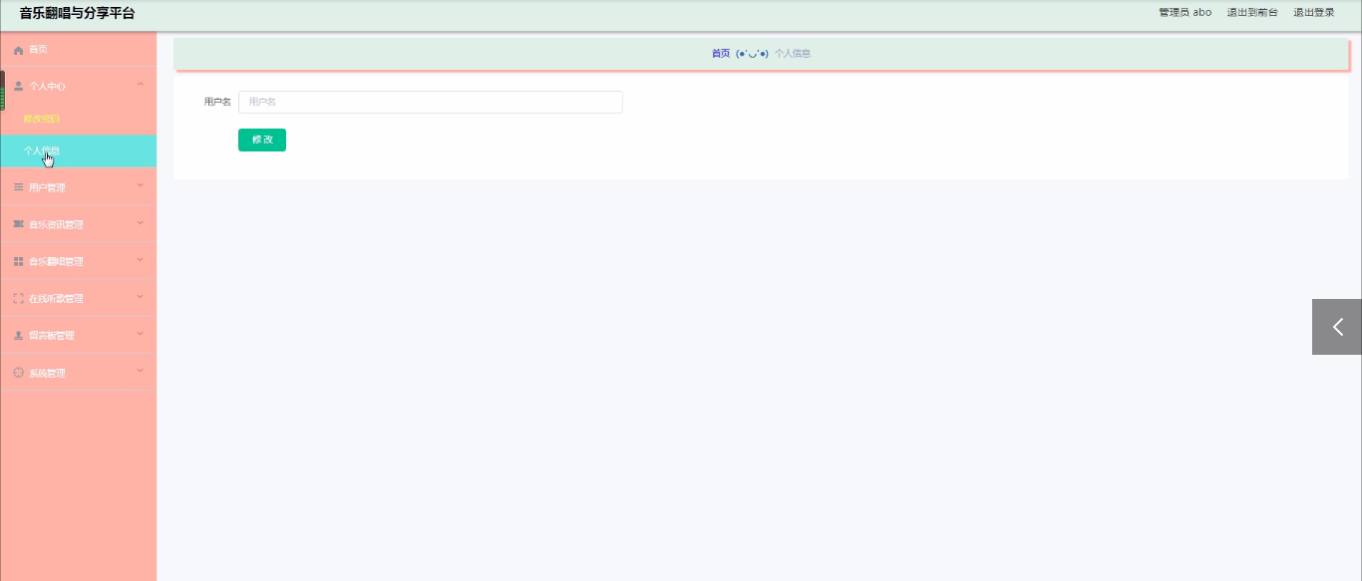 音乐翻唱与分享平台
管理员 abo 退出到前台 退出登录
首页
个人中心
修改密码
个人信息
用户管理
音乐资讯管理
音乐翻唱管理
在线听歌管理
留言板管理
系统管理
首页 (●'◡'●) 个人信息
用户名 用户名
修改